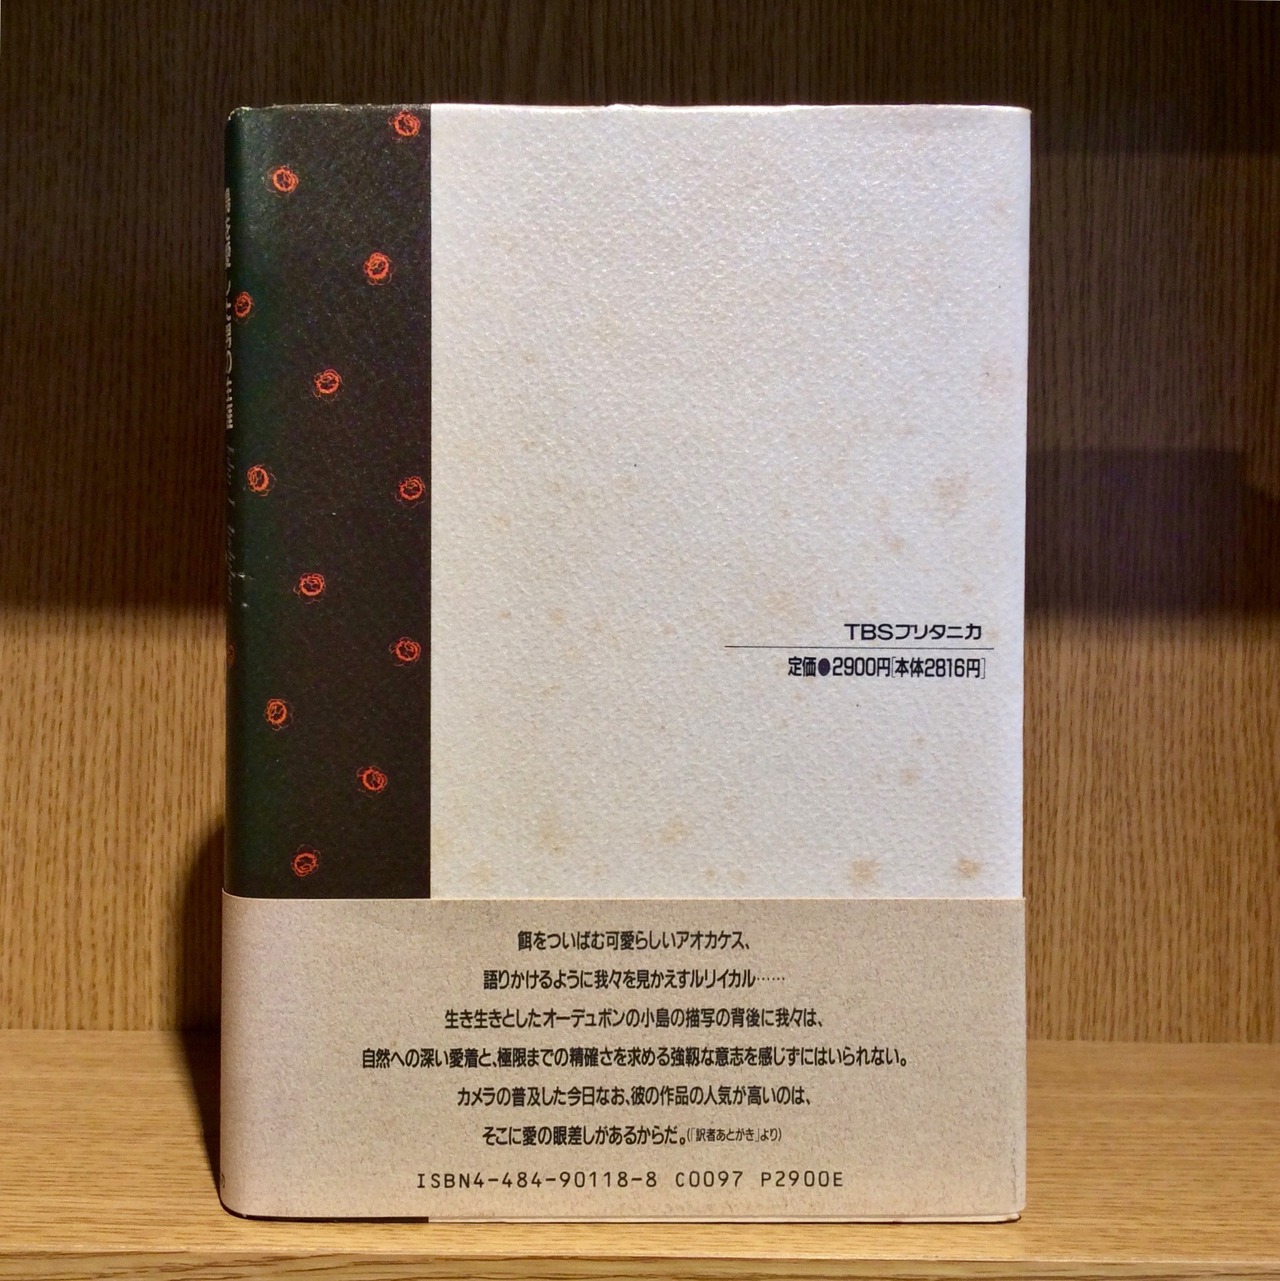 TBSブリタニカ
定価●2900円[本体2816円]
餌をついばむ可愛らしいアオカケス、
語りかけるように我々を見かえすルリイカル……
生き生きとしたオーデュボンの小鳥の描写の背後に我々は、
自然への深い愛着と、極限までの精確さを求める強靱な意志を感じずにはいられない。
カメラの普及した今日なお、彼の作品の人気が高いのは、
そこに愛の眼差しがあるからだ。(「訳者あとがき」より)
ISBN4-484-90118-8 C0097 P2900E